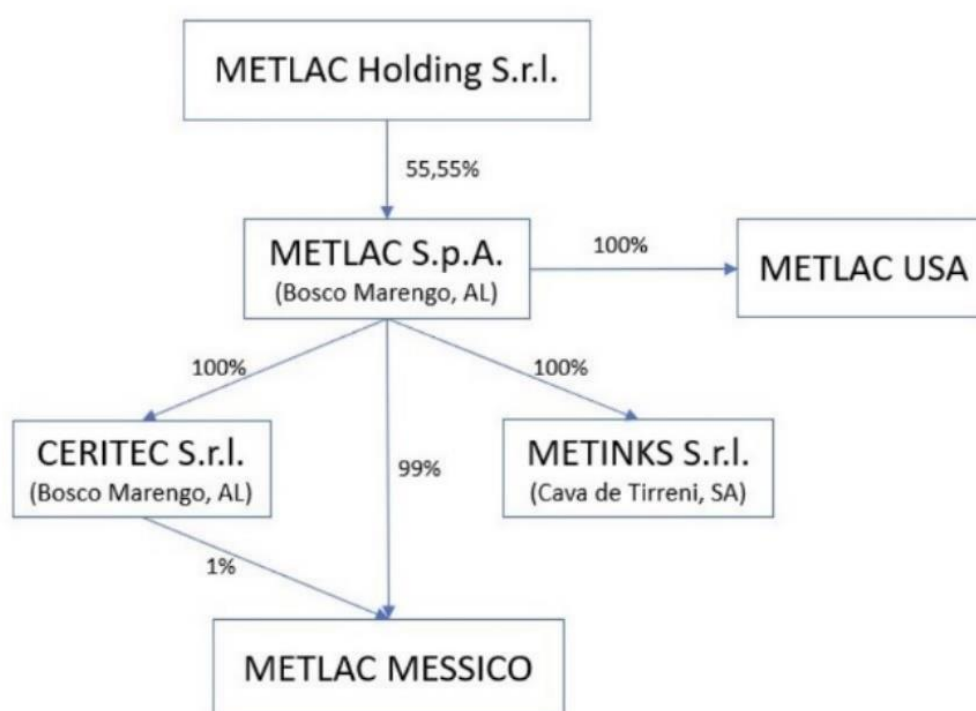 METLAC Holding S.r.l.
55,55%
METLAC S.p.A.
(Bosco Marengo, AL)
100%
METLAC USA
100%
100%
CERITEC S.r.l.
(Bosco Marengo, AL)
99%
METINKS S.r.l.
(Cava de Tirreni, SA)
1%
METLAC MESSICO